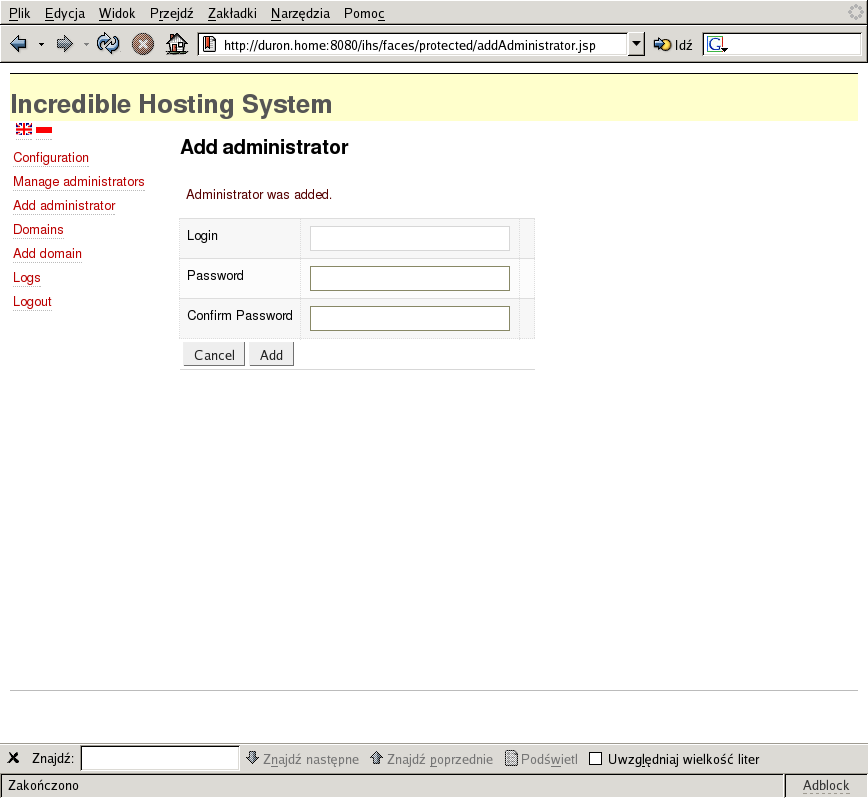 Plik Edycja Widok Przejdź Zakładki Narzędzia Pomoc
http://duron.home:8080/ihs/faces/protected/addAdministrator.jsp Idź G
Incredible Hosting System
Configuration
Manage administrators
Add administrator
Domains
Add domain
Logs
Logout
Add administrator
Administrator was added.
Login
Password
Confirm Password
Cancel Add
Znajdź: Znajdź następne Znajdź poprzednie Podświetl Uwzględniaj wielkość liter
Zakończono Adblock